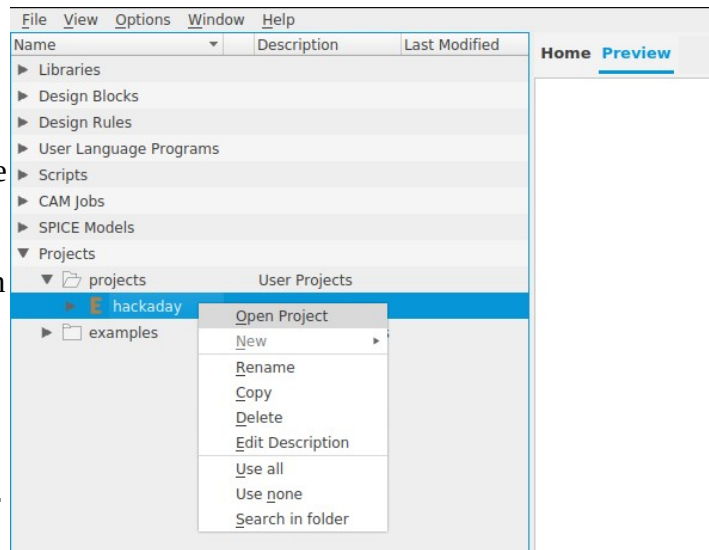 File View Options Window Help
Name Description Last Modified
Home Preview
Libraries
Design Blocks
Design Rules
User Language Programs
e
Scripts
CAM Jobs
SPICE Models
Projects
projects User Projects
E hackaday
examples
Open Project
New
Rename
Copy
Delete
Edit Description
Use all
Use none
Search in folder